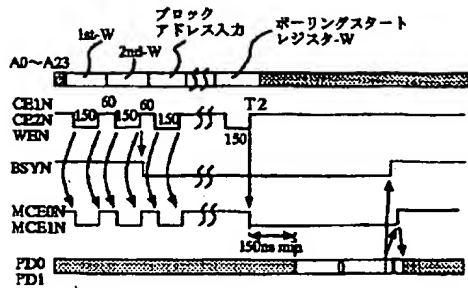 1st-W
2nd-W
ブロック
アドレス入力
ポーリングスタート
レジスタ-W
A0～A23
CE1N
CE2N
WEN
60
60
150
150
150
150
T2
BSYN
MCE0N
MCE1N
150ns min
PD0
PD1